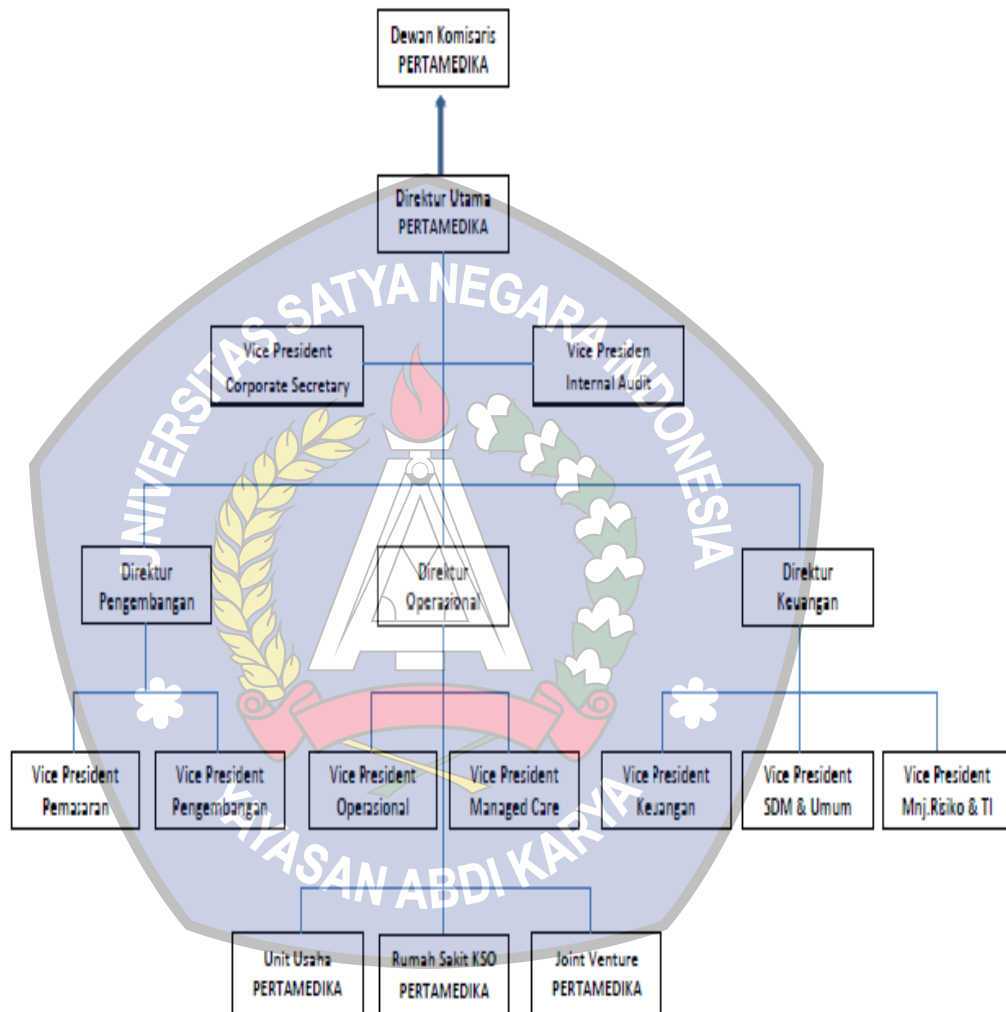 Dewan Komisaris
PERTAMEDIKA
Direktur Utama
PERTAMEDIKA
UNIVERSITAS SATYA NEGARA INDONESIA
Vice President
Corporate Secretary
Vice Presiden
Internal Audit
Direktur
Pengembangan
Direktur
Operasional
Direktur
Keuangan
Vice President
Pemasaran
Vice President
Pengembangan
Vice President
Operasional
Vice President
Managed Care
Vice President
Keuangan
Vice President
SDM & Umum
Vice President
Mnj.Risiko & TI
YAYASAN ABDI KARYA
Unit Usaha
PERTAMEDIKA
Rumah Sakit KSO
PERTAMEDIKA
Joint Venture
PERTAMEDIKA